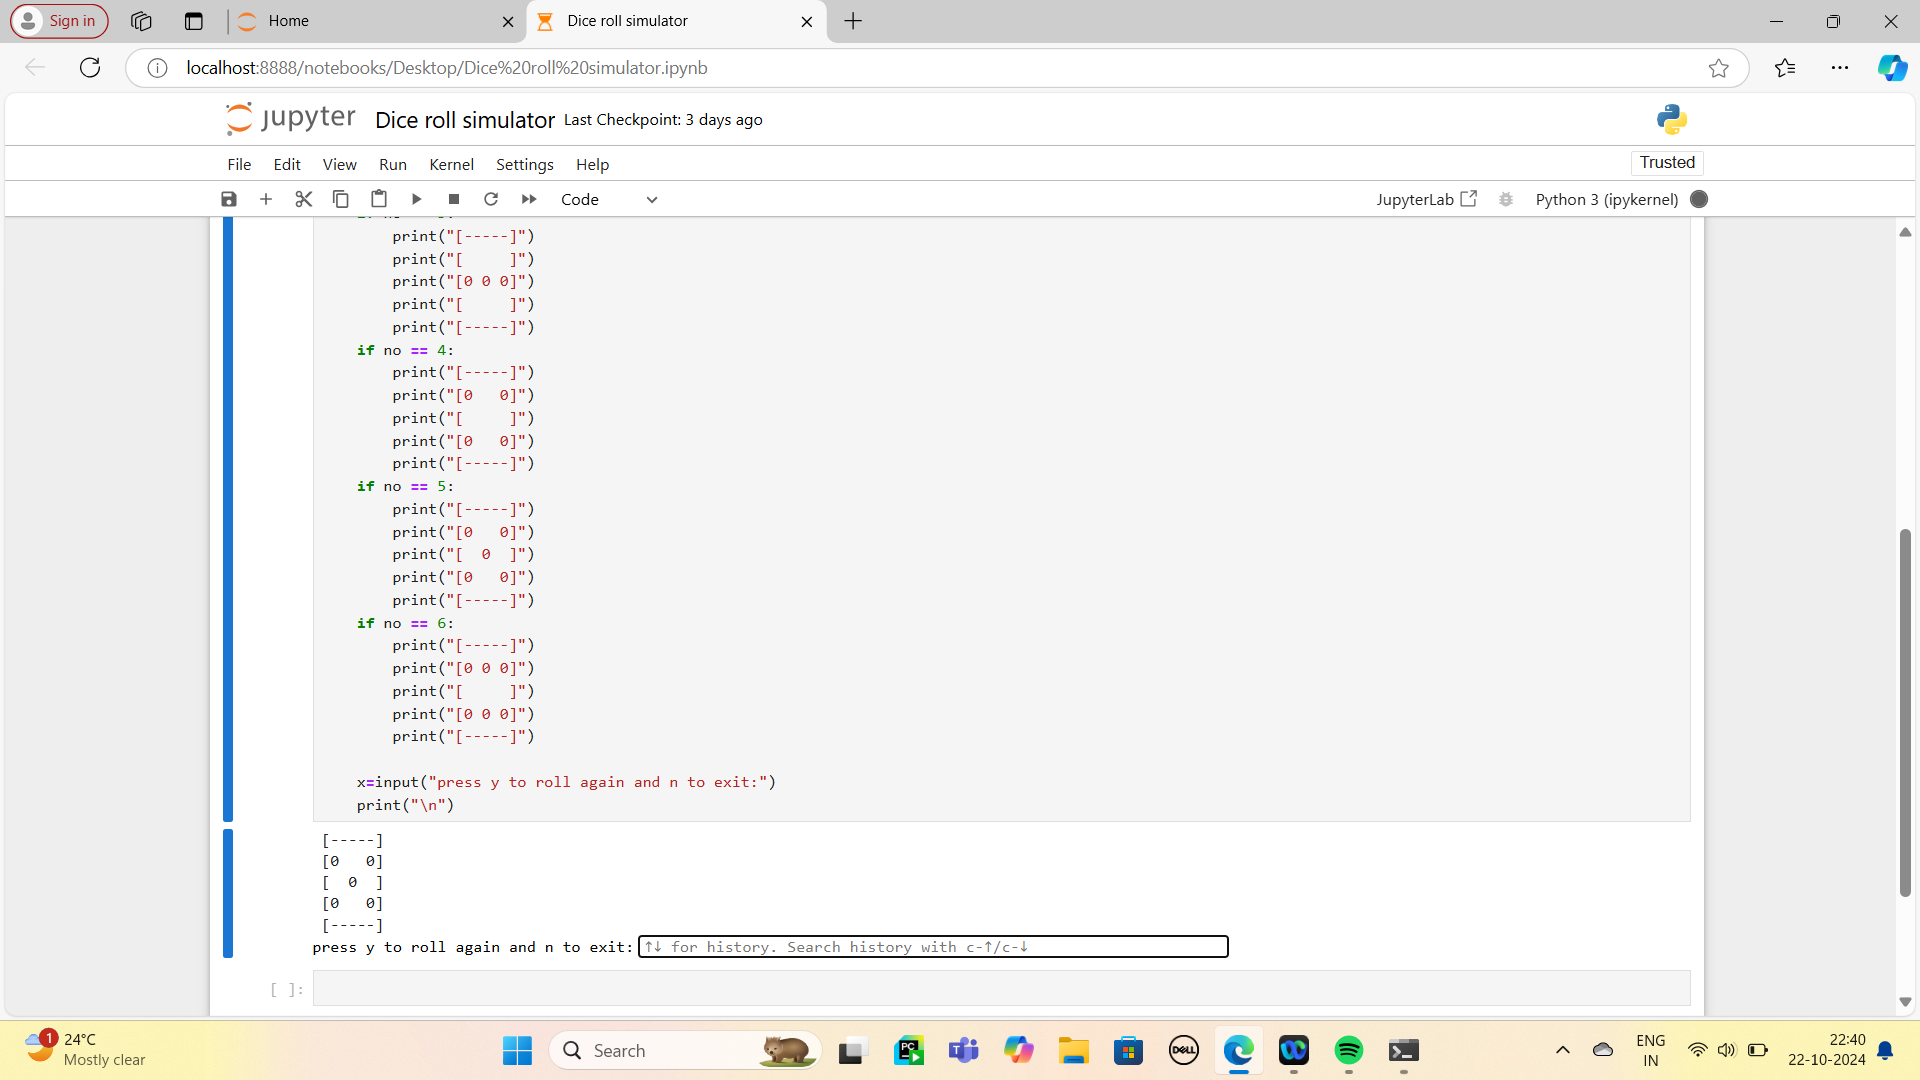 Sign in
Home
Dice roll simulator
localhost:8888/notebooks/Desktop/Dice%20roll%20simulator.ipynb
jupyter Dice roll simulator Last Checkpoint: 3 days ago
File Edit View Run Kernel Settings Help
Trusted
Code
JupyterLab
Python 3 (ipykernel)
print("[-----]")
print("[     ]")
print("[0 0 0]")
print("[     ]")
print("[-----]")
if no == 4:
print("[-----]")
print("[0   0]")
print("[     ]")
print("[0   0]")
print("[-----]")
if no == 5:
print("[-----]")
print("[0   0]")
print("[  0  ]")
print("[0   0]")
print("[-----]")
if no == 6:
print("[-----]")
print("[0 0 0]")
print("[     ]")
print("[0 0 0]")
print("[-----]")
x=input("press y to roll again and n to exit:")
print("\n")
[-----]
[0   0]
[  0  ]
[0   0]
[-----]
press y to roll again and n to exit: ↑↓ for history. Search history with c-↑/c-↓
[ ]:
1
24°C
Mostly clear
Search
PC
T
DELL
ENG
IN
22:40
22-10-2024